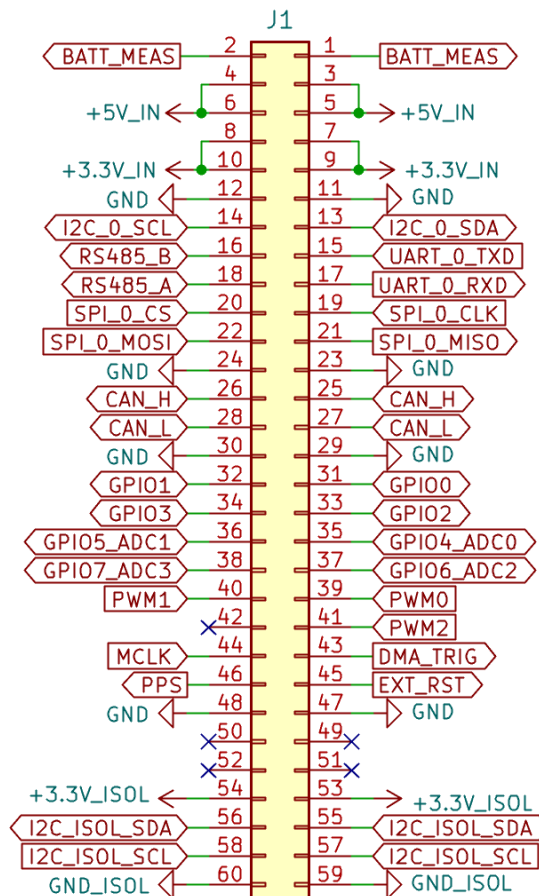 J1
BATT_MEAS 2 1 BATT_MEAS
4 3
+5V_IN 6 5 +5V_IN
8 7
+3.3V_IN 10 9 +3.3V_IN
GND 12 11 GND
I2C_0_SCL 14 13 I2C_0_SDA
RS485_B 16 15 UART_0_TXD
RS485_A 18 17 UART_0_RXD
SPI_0_CS 20 19 SPI_0_CLK
SPI_0_MOSI 22 21 SPI_0_MISO
GND 24 23 GND
CAN_H 26 25 CAN_H
CAN_L 28 27 CAN_L
GND 30 29 GND
GPIO1 32 31 GPIO0
GPIO3 34 33 GPIO2
GPIO5_ADC1 36 35 GPIO4_ADC0
GPIO7_ADC3 38 37 GPIO6_ADC2
PWM1 40 39 PWM0
42 41 PWM2
MCLK 44 43 DMA_TRIG
PPS 46 45 EXT_RST
GND 48 47 GND
50 49
52 51
+3.3V_ISOL 54 53 +3.3V_ISOL
I2C_ISOL_SDA 56 55 I2C_ISOL_SDA
I2C_ISOL_SCL 58 57 I2C_ISOL_SCL
GND_ISOL 60 59 GND_ISOL